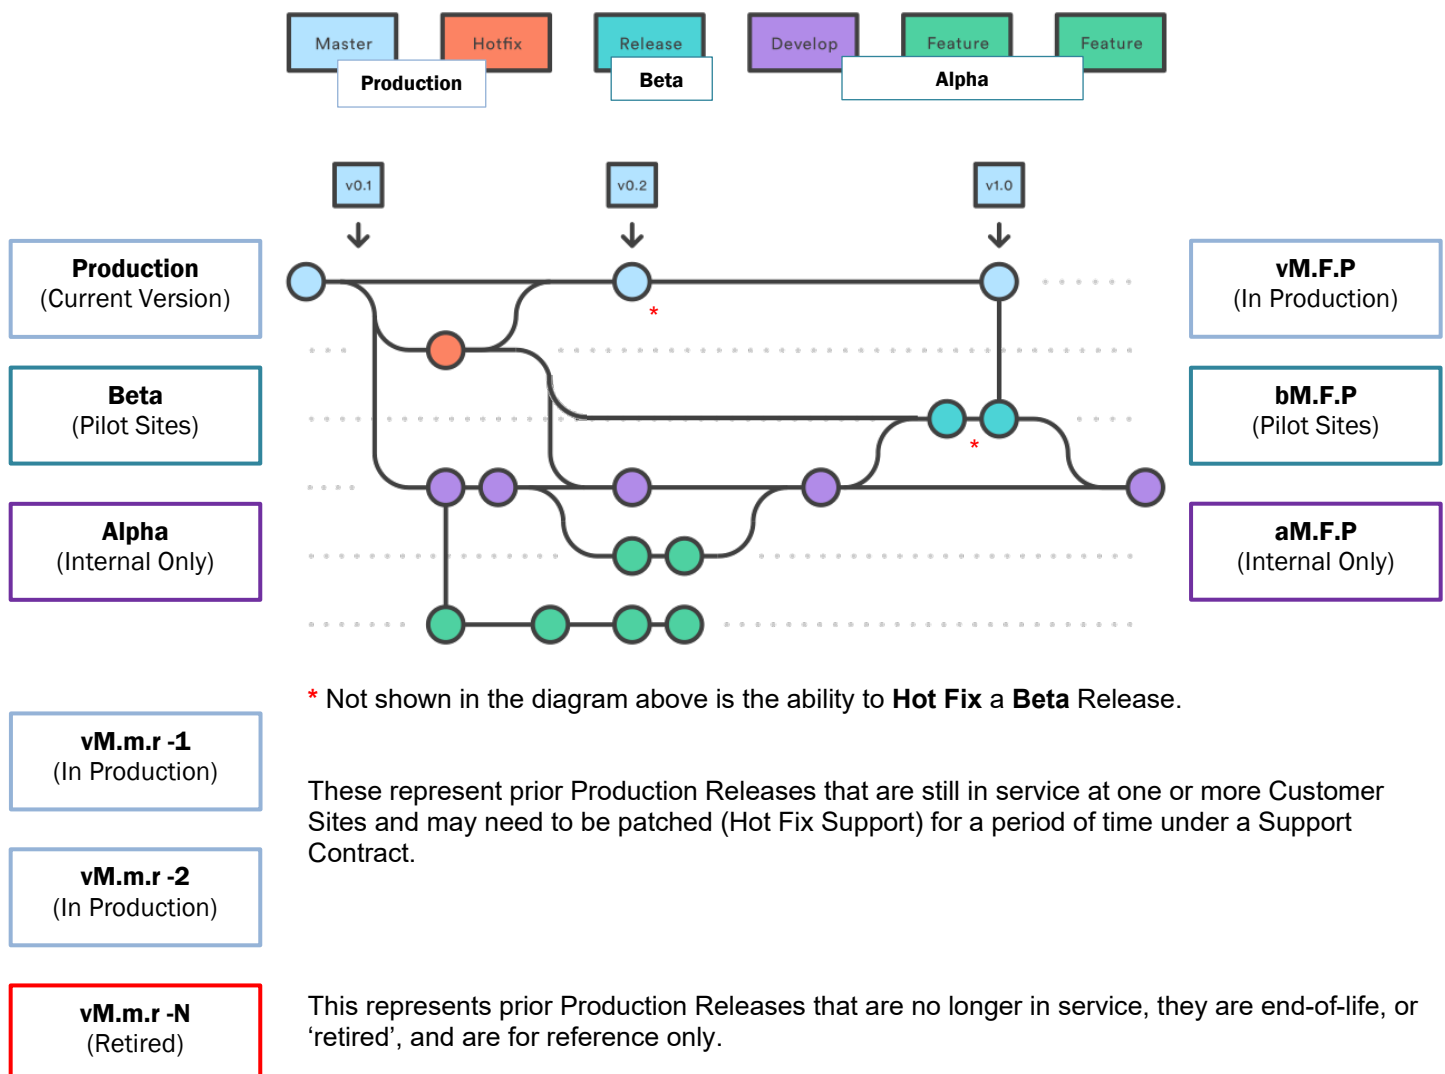 Master
Hotfix
Release
Develop
Feature
Feature
Production
Beta
Alpha
v0.1
v0.2
v1.0
Production
(Current Version)
vM.F.P
(In Production)
*
Beta
(Pilot Sites)
bM.F.P
(Pilot Sites)
*
Alpha
(Internal Only)
aM.F.P
(Internal Only)
* Not shown in the diagram above is the ability to Hot Fix a Beta Release.
vM.m.r -1
(In Production)
These represent prior Production Releases that are still in service at one or more Customer
Sites and may need to be patched (Hot Fix Support) for a period of time under a Support
Contract.
vM.m.r -2
(In Production)
vM.m.r -N
(Retired)
This represents prior Production Releases that are no longer in service, they are end-of-life, or
‘retired’, and are for reference only.